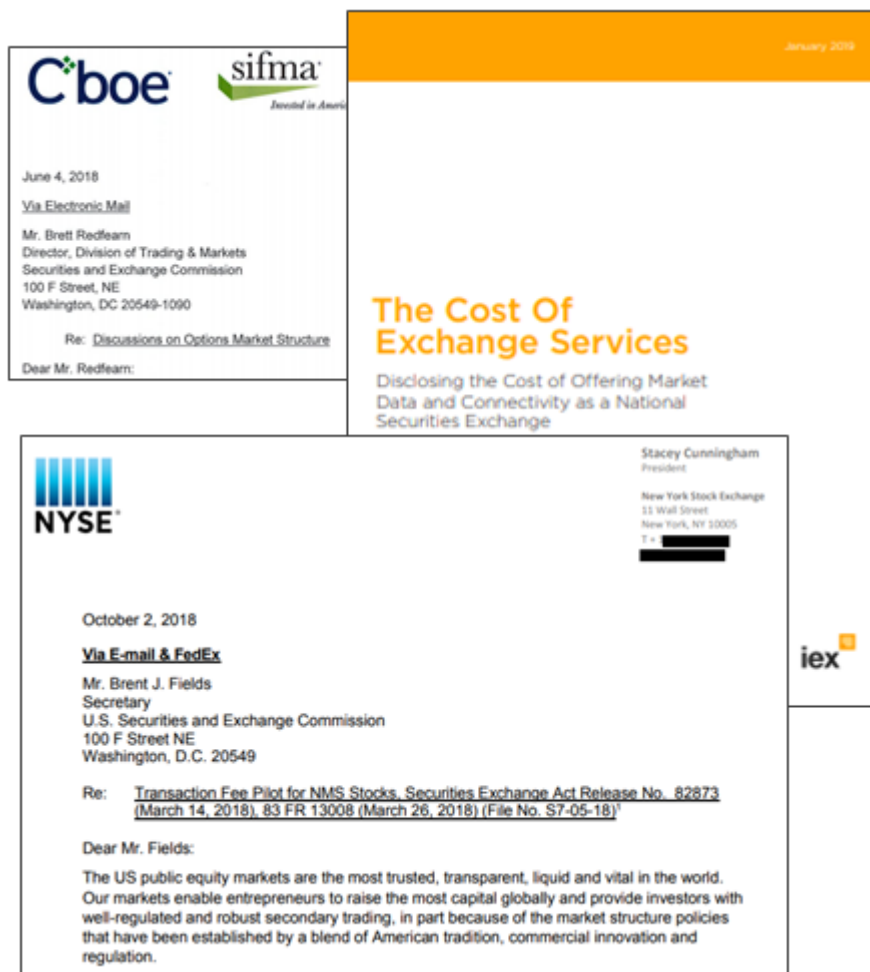 January 2019
Cboe
sifma
Invested in Ameri
June 4, 2018
Via Electronic Mail
Mr. Brett Redfearn
Director, Division of Trading & Markets
Securities and Exchange Commission
100 F Street, NE
Washington, DC 20549-1090
Re: Discussions on Options Market Structure
Dear Mr. Redfearn:
The Cost Of
Exchange Services
Disclosing the Cost of Offering Market
Data and Connectivity as a National
Securities Exchange
iex
NYSE
Stacey Cunningham
President
New York Stock Exchange
11 Wall Street
New York, NY 10005
T +
October 2, 2018
Via E-mail & FedEx
Mr. Brent J. Fields
Secretary
U.S. Securities and Exchange Commission
100 F Street NE
Washington, D.C. 20549
Re: Transaction Fee Pilot for NMS Stocks, Securities Exchange Act Release No. 82873
(March 14, 2018), 83 FR 13008 (March 26, 2018) (File No. S7-05-18)¹
Dear Mr. Fields:
The US public equity markets are the most trusted, transparent, liquid and vital in the world.
Our markets enable entrepreneurs to raise the most capital globally and provide investors with
well-regulated and robust secondary trading, in part because of the market structure policies
that have been established by a blend of American tradition, commercial innovation and
regulation.